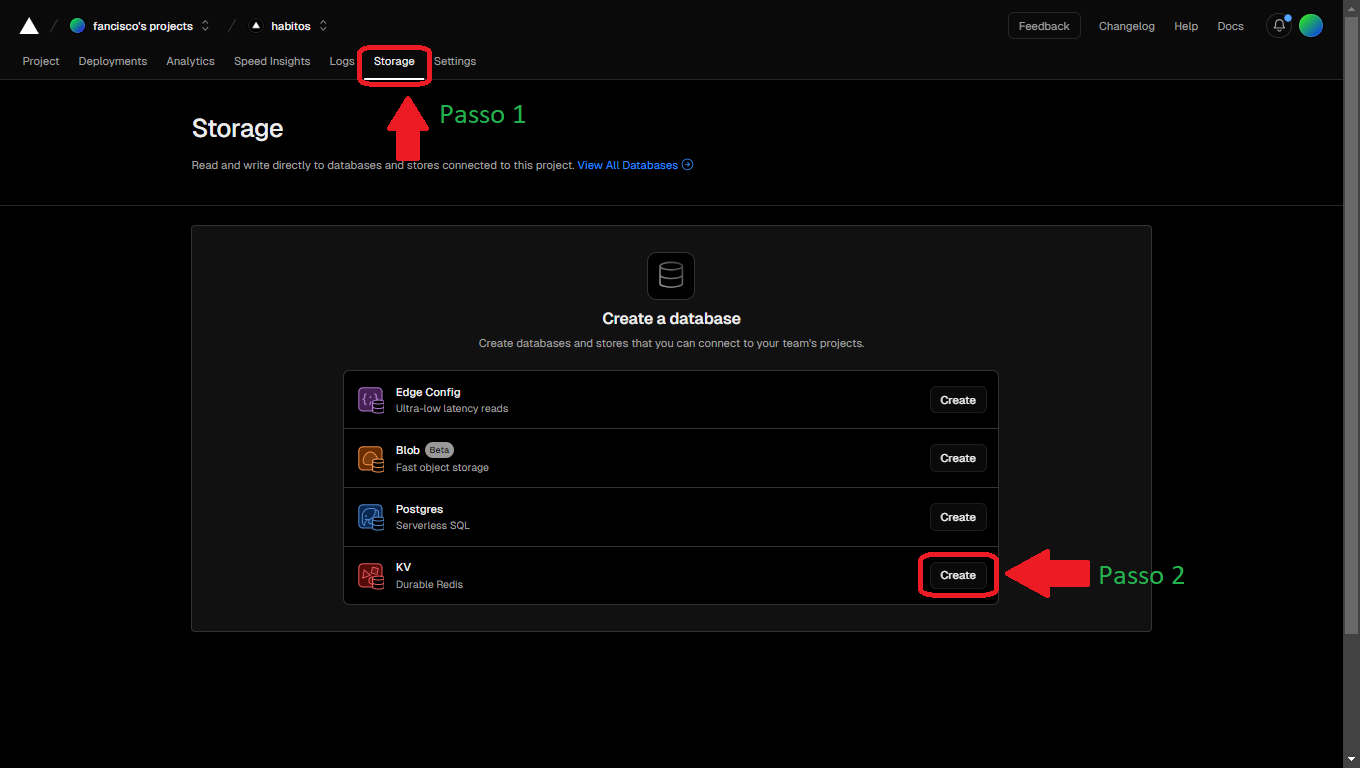 fancisco's projects habitos Feedback Changelog Help Docs
Project Deployments Analytics Speed Insights Logs Storage Settings
Passo 1
Storage
Read and write directly to databases and stores connected to this project. View All Databases
Create a database
Create databases and stores that you can connect to your team's projects.
Edge Config
Ultra-low latency reads
Create
Blob Beta
Fast object storage
Create
Postgres
Serverless SQL
Create
KV
Durable Redis
Create
Passo 2